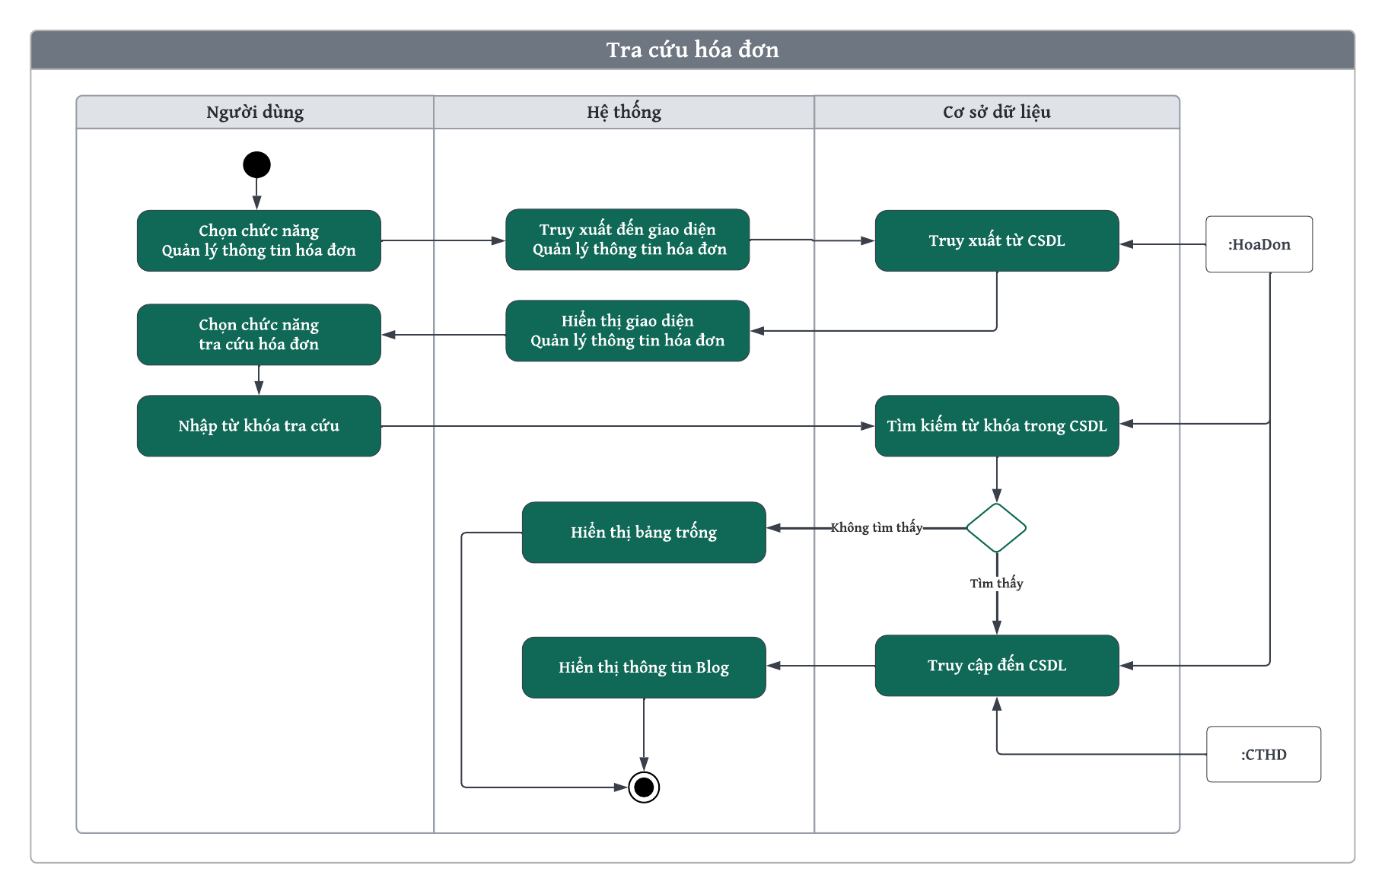 Tra cứu hóa đơn
Người dùng
Hệ thống
Cơ sở dữ liệu
Chọn chức năng
Quản lý thông tin hóa đơn
Truy xuất đến giao diện
Quản lý thông tin hóa đơn
Truy xuất từ CSDL
:HoaDon
Hiển thị giao diện
Quản lý thông tin hóa đơn
Chọn chức năng
tra cứu hóa đơn
Nhập từ khóa tra cứu
Tìm kiếm từ khóa trong CSDL
Không tìm thấy
Hiển thị bảng trống
Tìm thấy
Truy cập đến CSDL
Hiển thị thông tin Blog
:CTHD